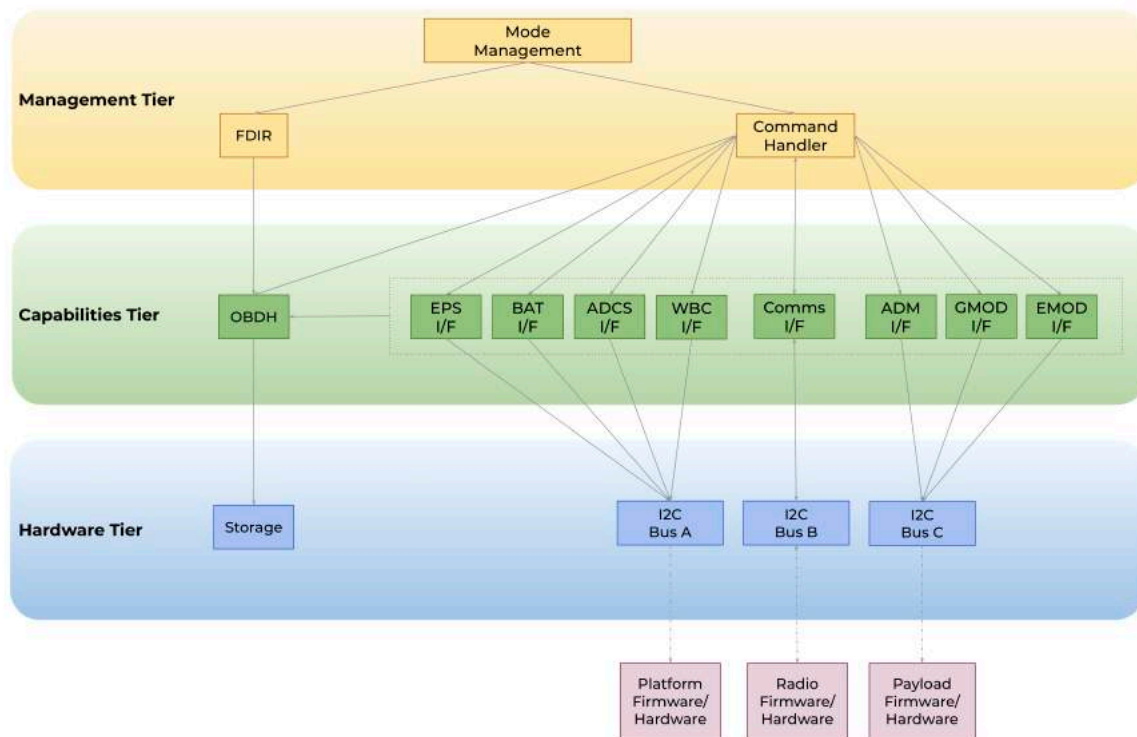 Mode
Management
Management Tier
FDIR
Command
Handler
Capabilities Tier
OBDH
EPS
I/F
BAT
I/F
ADCS
I/F
WBC
I/F
Comms
I/F
ADM
I/F
GMOD
I/F
EMOD
I/F
Hardware Tier
Storage
I2C
Bus A
I2C
Bus B
I2C
Bus C
Platform
Firmware/
Hardware
Radio
Firmware/
Hardware
Payload
Firmware/
Hardware